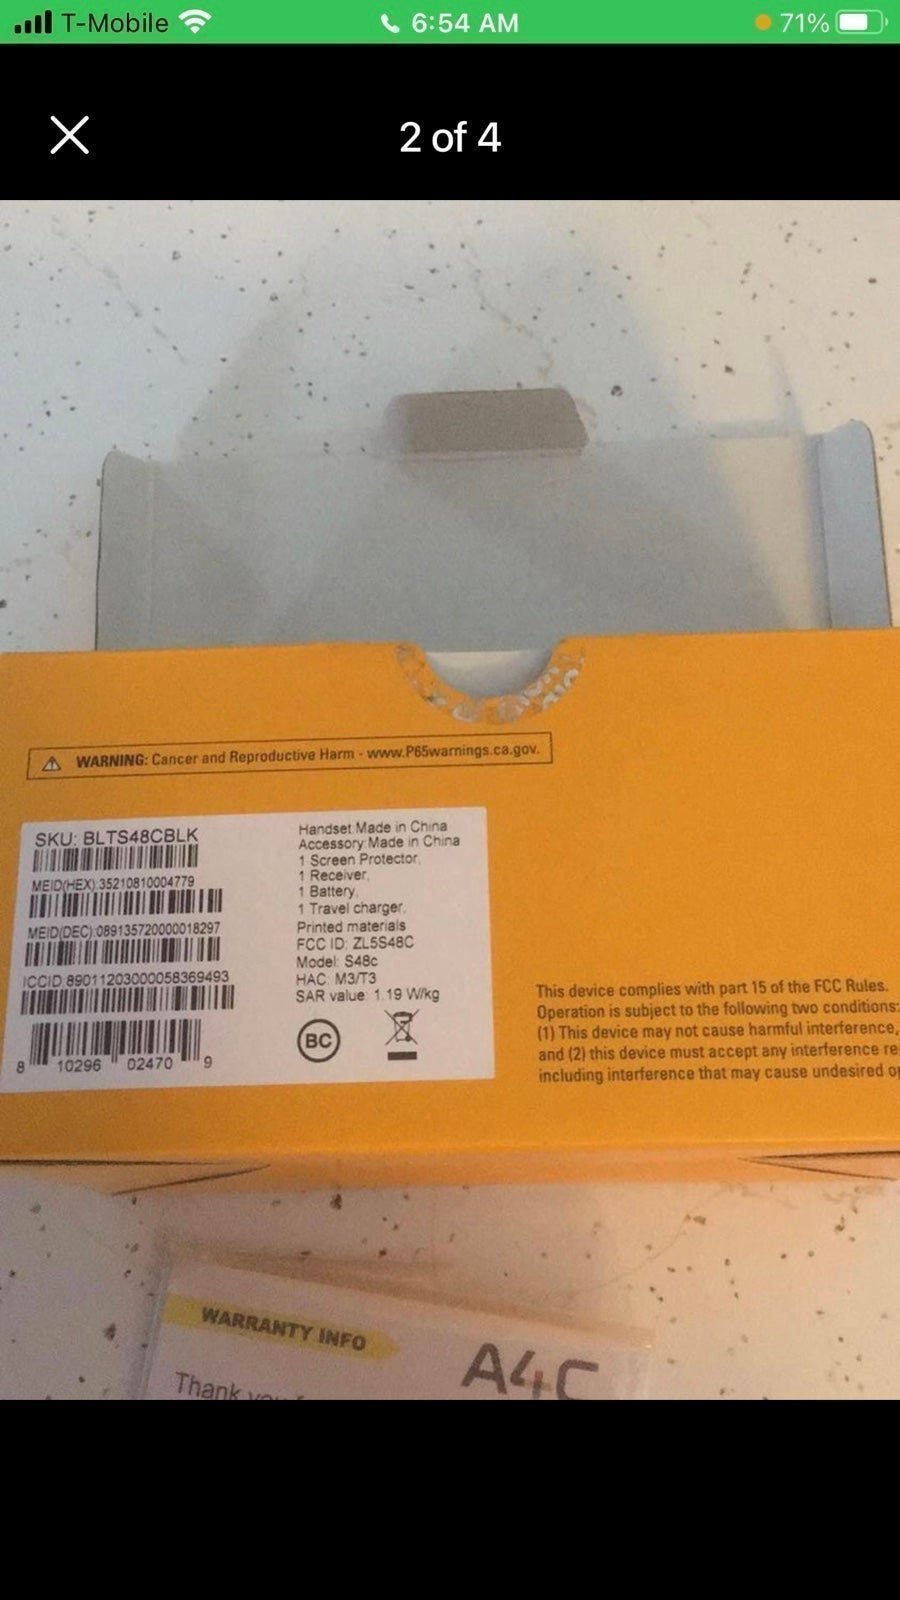 T-Mobile 6:54 AM 71%
2 of 4
WARNING: Cancer and Reproductive Harm - www.P65warnings.ca.gov.
SKU: BLTS48CBLK
MEID(HEX):35210810004779
MEID(DEC):089135720000018297
ICCID:89011203000058369493
8 10296 02470 9
Handset:Made in China
Accessory:Made in China
1 Screen Protector,
1 Receiver,
1 Battery,
1 Travel charger,
Printed materials
FCC ID: ZL5S48C
Model: S48c
HAC: M3/T3
SAR value: 1.19 W/kg
BC
This device complies with part 15 of the FCC Rules.
Operation is subject to the following two conditions:
(1) This device may not cause harmful interference,
and (2) this device must accept any interference re
including interference that may cause undesired op
WARRANTY INFO
A4C
Thank